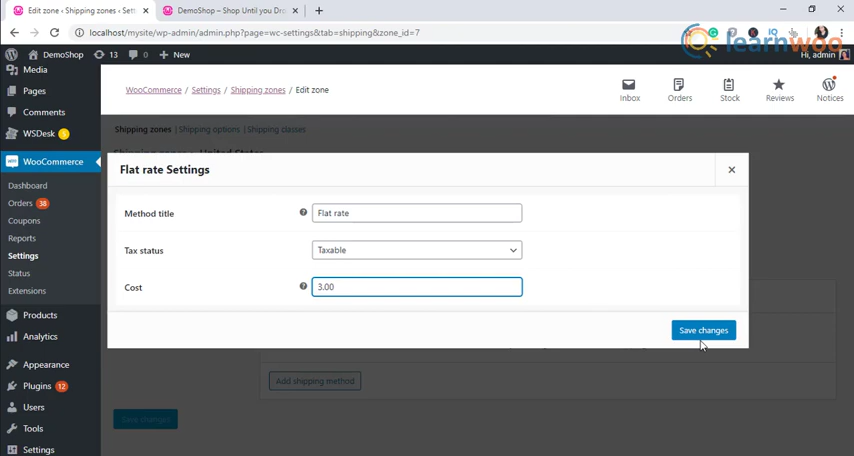 Edit zone ‹ Shipping zones ‹ Sett
DemoShop – Shop Until you Dro
localhost/mysite/wp-admin/admin.php?page=wc-settings&tab=shipping&zone_id=7
learnwoo
DemoShop 13 0 New
Hi, admin
Media
Pages
Comments
WSDesk 5
WooCommerce
Dashboard
Orders 38
Coupons
Reports
Settings
Status
Extensions
Products
Analytics
Appearance
Plugins 12
Users
Tools
Settings
WooCommerce / Settings / Shipping zones / Edit zone
Inbox Orders Stock Reviews Notices
Shipping zones | Shipping options | Shipping classes
Flat rate Settings
Method title Flat rate
Tax status Taxable
Cost 3.00
Save changes
Add shipping method
Save changes